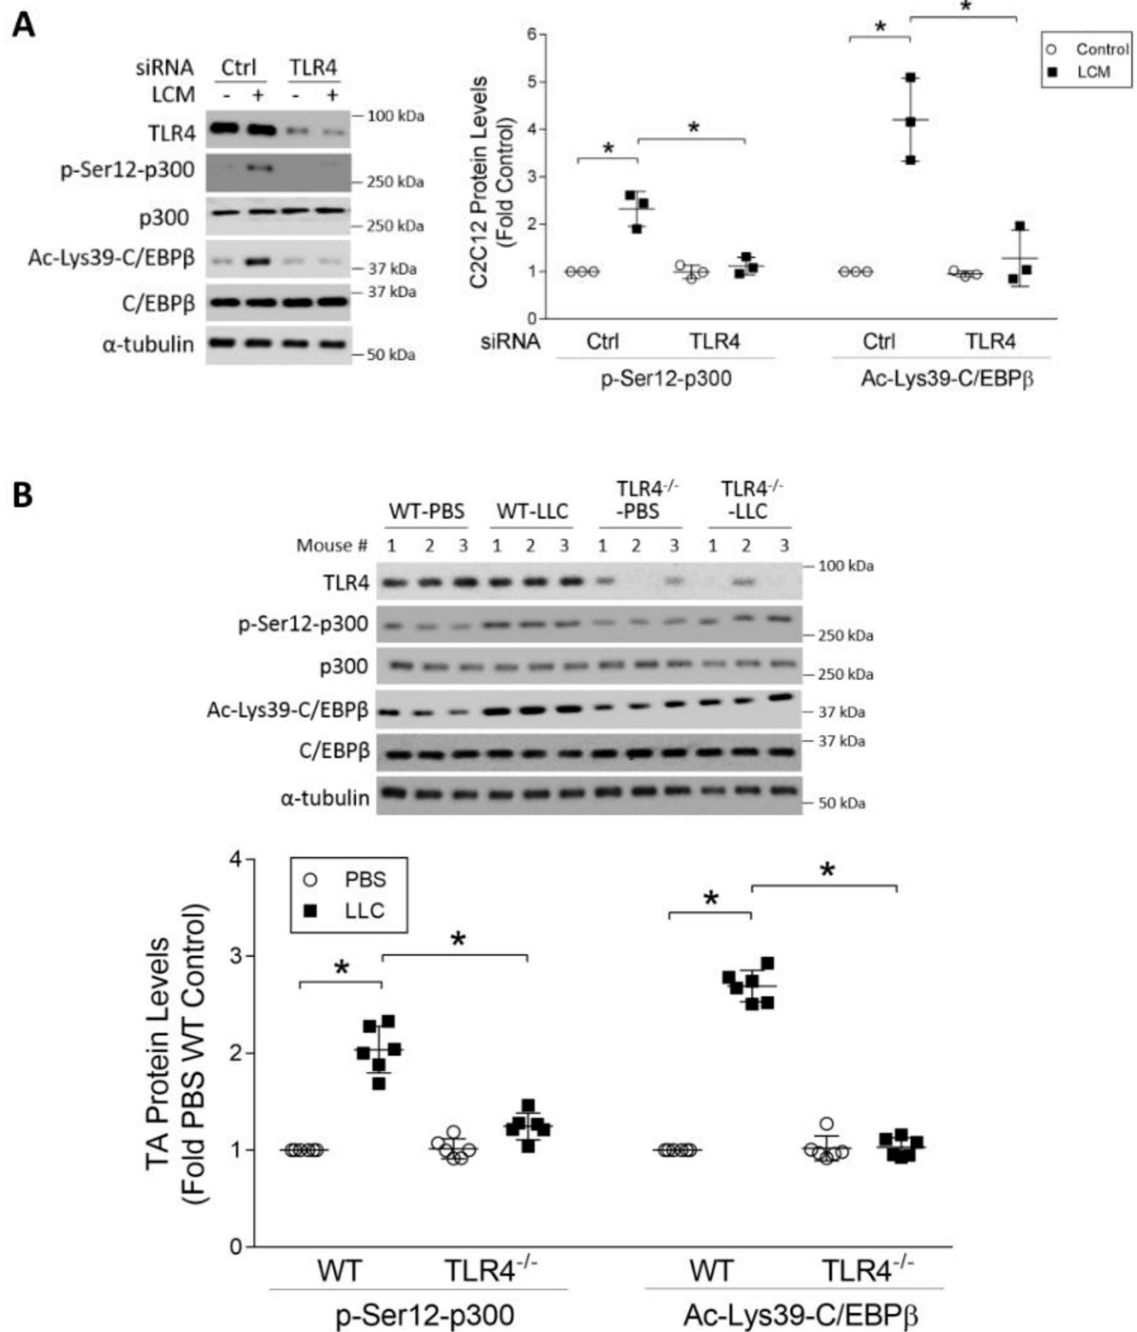 A
siRNA Ctrl TLR4
LCM - + - +
TLR4 100 kDa
p-Ser12-p300 250 kDa
p300 250 kDa
Ac-Lys39-C/EBPβ 37 kDa
C/EBPβ 37 kDa
α-tubulin 50 kDa
C2C12 Protein Levels
(Fold Control)
6
5
4
3
2
1
0
* * * *
Control
LCM
siRNA Ctrl TLR4 Ctrl TLR4
p-Ser12-p300 Ac-Lys39-C/EBPβ
B
WT-PBS WT-LLC TLR4-/- -PBS TLR4-/- -LLC
Mouse # 1 2 3 1 2 3 1 2 3 1 2 3
TLR4 100 kDa
p-Ser12-p300 250 kDa
p300 250 kDa
Ac-Lys39-C/EBPβ 37 kDa
C/EBPβ 37 kDa
α-tubulin 50 kDa
TA Protein Levels
(Fold PBS WT Control)
4
3
2
1
0
PBS
LLC
* * * *
WT TLR4-/- WT TLR4-/-
p-Ser12-p300 Ac-Lys39-C/EBPβ